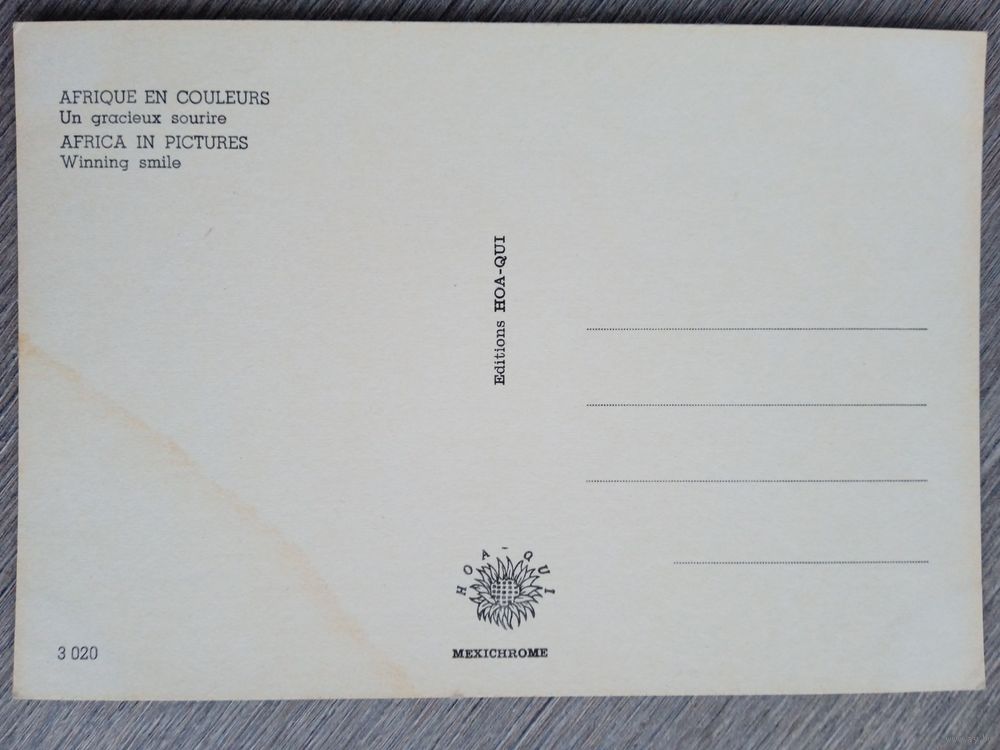 AFRIQUE EN COULEURS
Un gracieux sourire
AFRICA IN PICTURES
Winning smile
Editions HOA-QUI
HOA-QUI
MEXICHROME
3 020